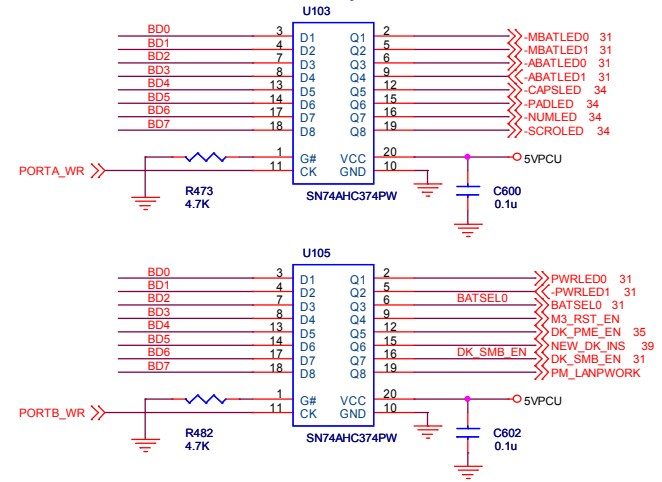 U103
BD0 3 D1 Q1 2 -MBATLED0 31
BD1 4 D2 Q2 5 -MBATLED1 31
BD2 7 D3 Q3 6 -ABATLED0 31
BD3 8 D4 Q4 9 -ABATLED1 31
BD4 13 D5 Q5 12 -CAPSLED 34
BD5 14 D6 Q6 15 -PADLED 34
BD6 17 D7 Q7 16 -NUMLED 34
BD7 18 D8 Q8 19 -SCROLED 34
1 G# VCC 20 5VPCU
PORTA_WR 11 CK GND 10
R473 SN74AHC374PW C600
4.7K 0.1u
U105
BD0 3 D1 Q1 2 PWRLED0 31
BD1 4 D2 Q2 5 -PWRLED1 31
BD2 7 D3 Q3 6 BATSEL0 BATSEL0 31
BD3 8 D4 Q4 9 M3_RST_EN
BD4 13 D5 Q5 12 DK_PME_EN 35
BD5 14 D6 Q6 15 NEW_DK_INS 39
BD6 17 D7 Q7 16 DK_SMB_EN DK_SMB_EN 31
BD7 18 D8 Q8 19 PM_LANPWORK
1 G# VCC 20 5VPCU
PORTB_WR 11 CK GND 10
R482 SN74AHC374PW C602
4.7K 0.1u